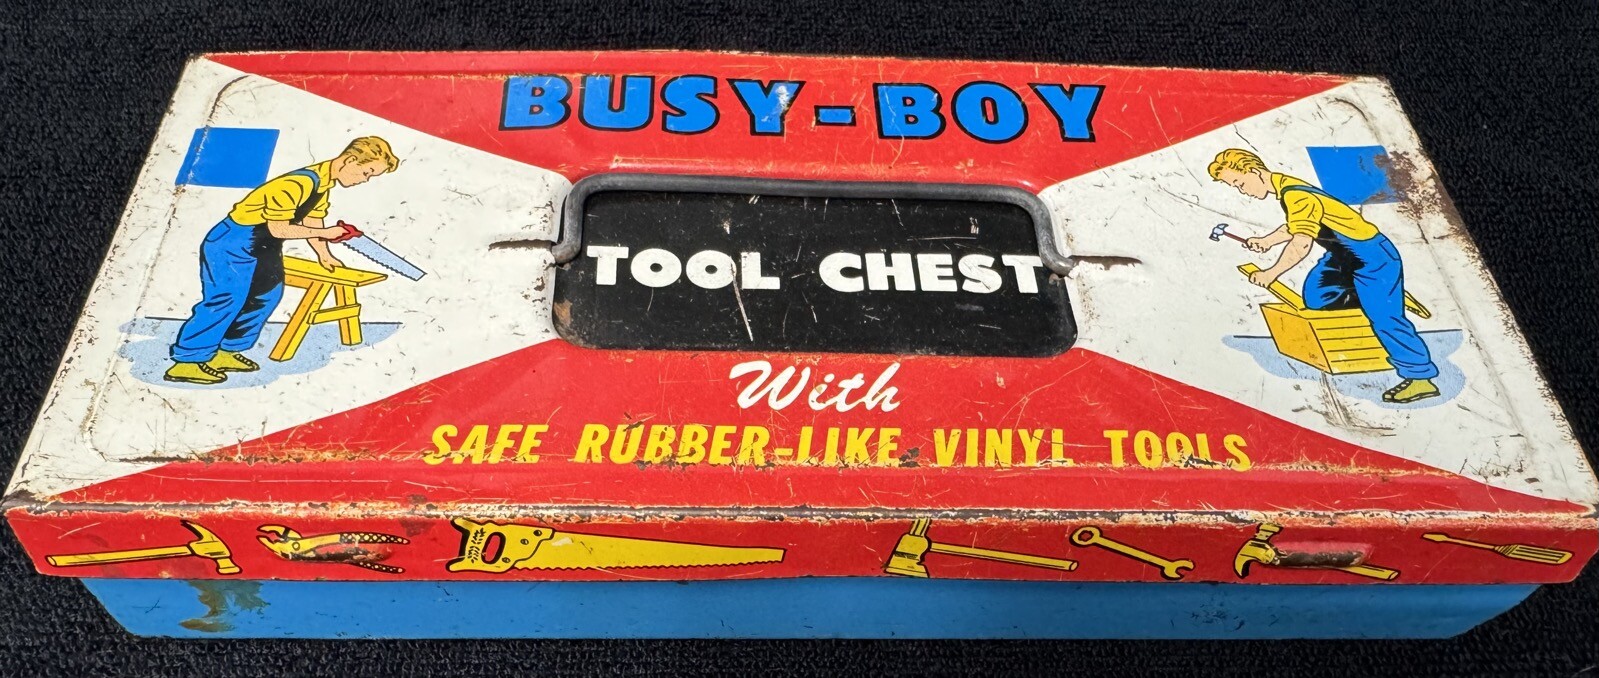 BUSY-BOY
TOOL CHEST
With
SAFE RUBBER-LIKE VINYL TOOLS